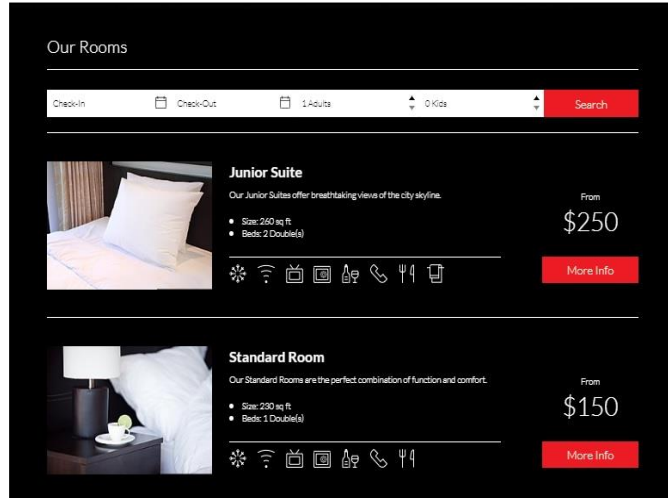 Our Rooms
Check-In Check-Out 1 Adults 0 Kids Search
Junior Suite
Our Junior Suites offer breathtaking views of the city skyline.
Size: 260 sq ft
Beds: 2 Double(s)
From
$250
More Info
Standard Room
Our Standard Rooms are the perfect combination of function and comfort.
Size: 230 sq ft
Beds: 1 Double(s)
From
$150
More Info